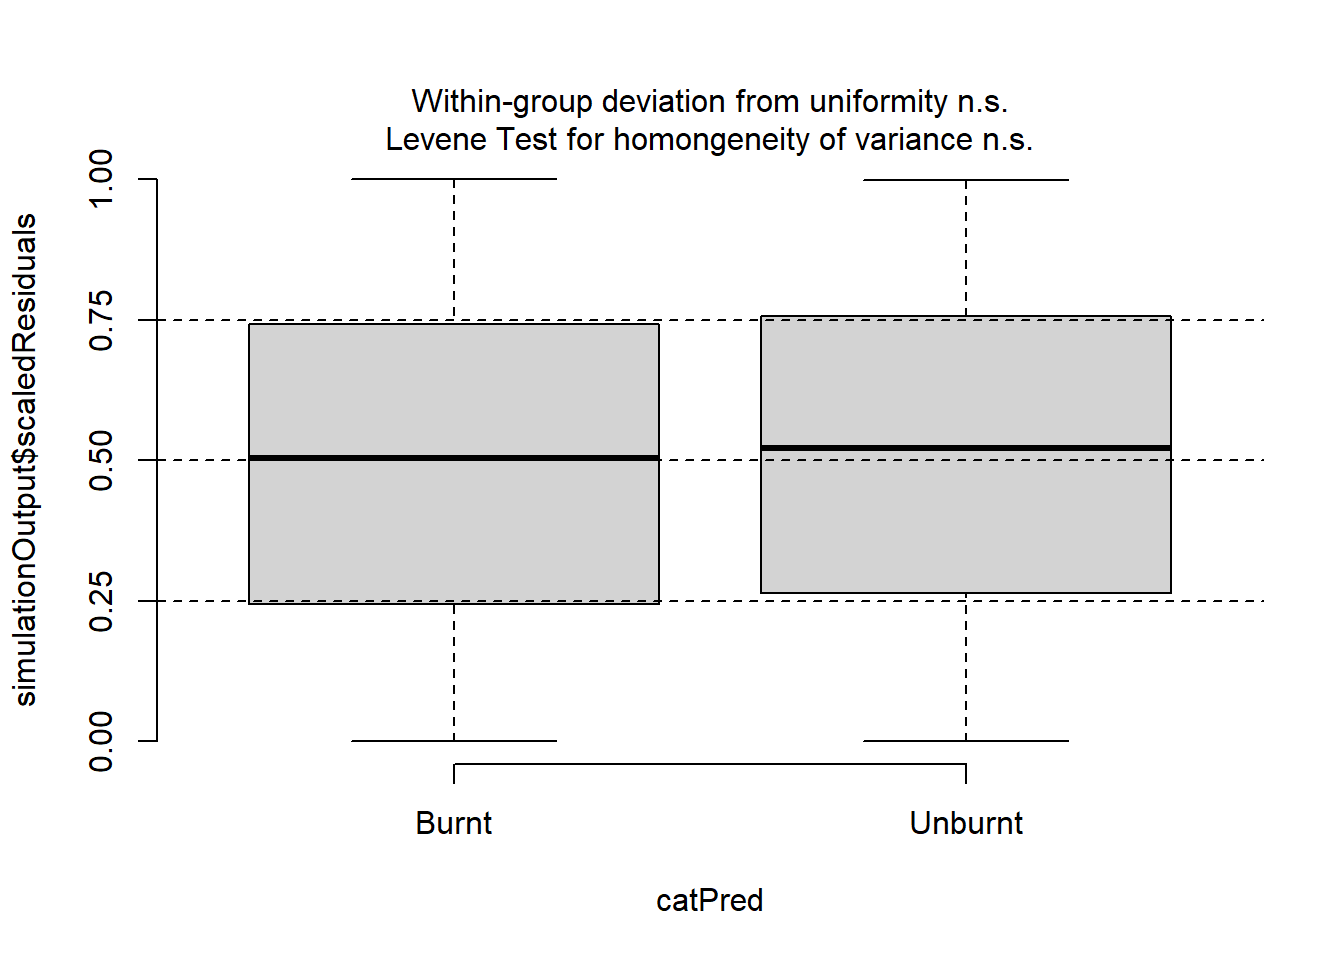 Within-group deviation from uniformity n.s.
Levene Test for homongeneity of variance n.s.
simulationOutput$scaledResiduals
1.00
0.75
0.50
0.25
0.00
Burnt
Unburnt
catPred